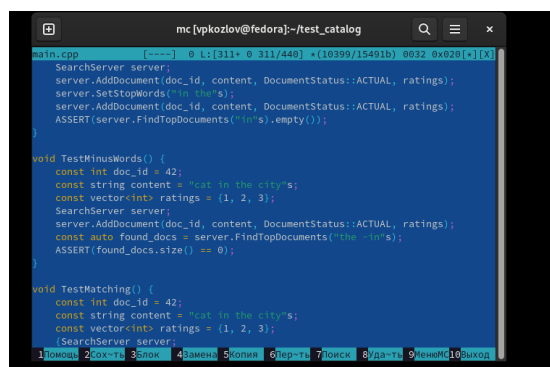 mc [vpkozlov@fedora]:~/test_catalog
main.cpp [----] 0 L:[311+ 0 311/440] *(10399/15491b) 0032 0x020[*][X]
SearchServer server;
server.AddDocument(doc_id, content, DocumentStatus::ACTUAL, ratings);
server.SetStopWords("in the"s);
server.AddDocument(doc_id, content, DocumentStatus::ACTUAL, ratings);
ASSERT(server.FindTopDocuments("in"s).empty());
}
void TestMinusWords() {
const int doc_id = 42;
const string content = "cat in the city"s;
const vector<int> ratings = {1, 2, 3};
SearchServer server;
server.AddDocument(doc_id, content, DocumentStatus::ACTUAL, ratings);
const auto found_docs = server.FindTopDocuments("the -in"s);
ASSERT(found_docs.size() == 0);
}
void TestMatching() {
const int doc_id = 42;
const string content = "cat in the city"s;
const vector<int> ratings = {1, 2, 3};
{SearchServer server;
1Помощь 2Сох~ть 3Блок 4Замена 5Копия 6Пер~ть 7Поиск 8Уда~ть 9МенюMC 10Выход